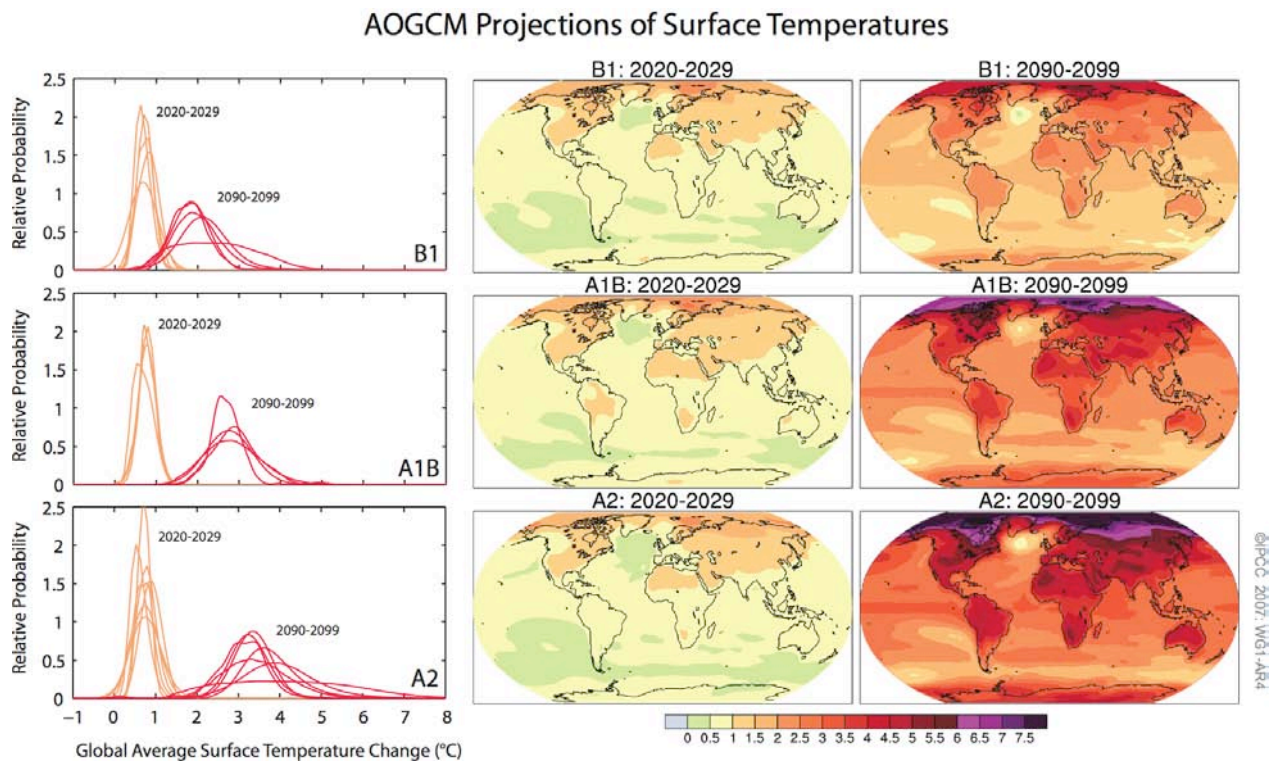 AOGCM Projections of Surface Temperatures
2.5
2
1.5
1
0.5
0
Relative Probability
2020-2029
2090-2099
B1
2.5
2
1.5
1
0.5
0
Relative Probability
2020-2029
2090-2099
A1B
2.5
2
1.5
1
0.5
0
Relative Probability
2020-2029
2090-2099
A2
−1 0 1 2 3 4 5 6 7 8
Global Average Surface Temperature Change (°C)
B1: 2020-2029
B1: 2090-2099
A1B: 2020-2029
A1B: 2090-2099
A2: 2020-2029
A2: 2090-2099
0 0.5 1 1.5 2 2.5 3 3.5 4 4.5 5 5.5 6 6.5 7 7.5
©IPCC 2007: WG1-AR4